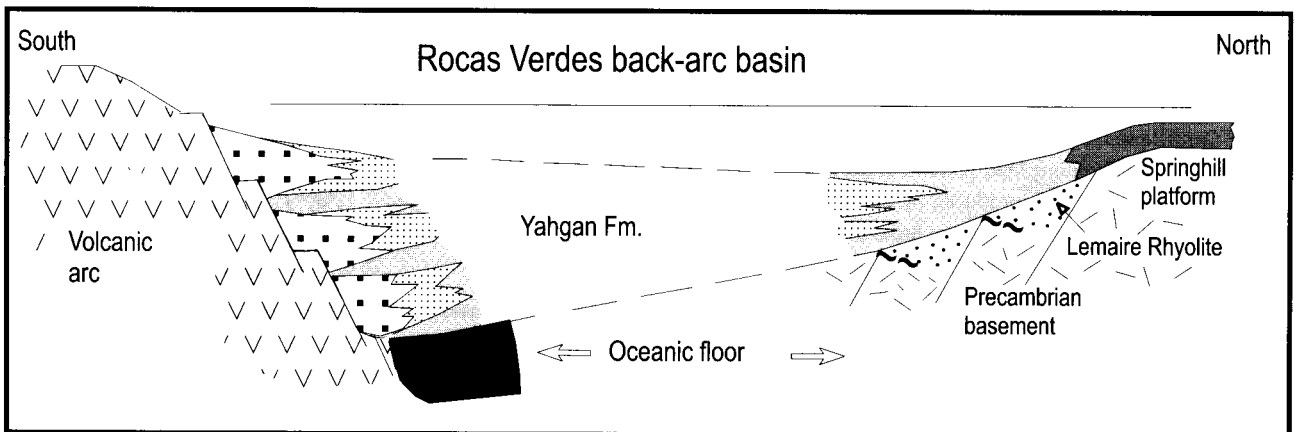 South
North
Rocas Verdes back-arc basin
Springhill
platform
Yahgan Fm.
Volcanic
arc
Lemaire Rhyolite
Precambrian
basement
Oceanic floor